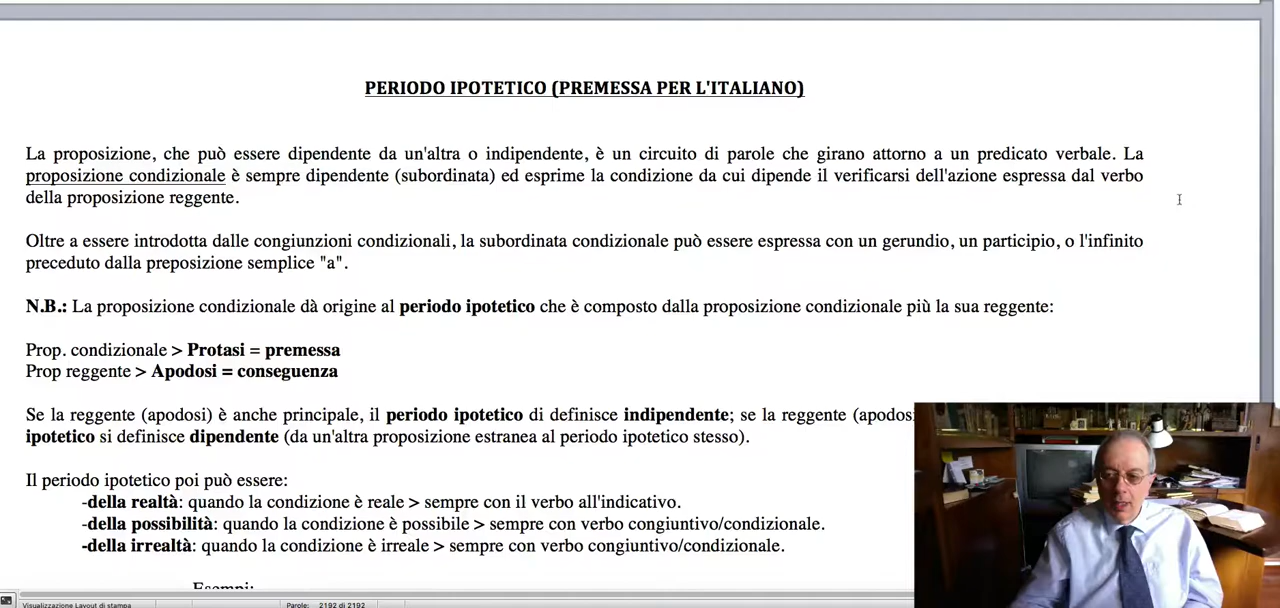 PERIODO IPOTETICO (PREMESSA PER L'ITALIANO)
La proposizione, che può essere dipendente da un'altra o indipendente, è un circuito di parole che girano attorno a un predicato verbale. La
proposizione condizionale è sempre dipendente (subordinata) ed esprime la condizione da cui dipende il verificarsi dell'azione espressa dal verbo
della proposizione reggente.
Oltre a essere introdotta dalle congiunzioni condizionali, la subordinata condizionale può essere espressa con un gerundio, un participio, o l'infinito
preceduto dalla preposizione semplice "a".
N.B.: La proposizione condizionale dà origine al periodo ipotetico che è composto dalla proposizione condizionale più la sua reggente:
Prop. condizionale > Protasi = premessa
Prop reggente > Apodosi = conseguenza
Se la reggente (apodosi) è anche principale, il periodo ipotetico di definisce indipendente; se la reggente (apodosi
ipotetico si definisce dipendente (da un'altra proposizione estranea al periodo ipotetico stesso).
Il periodo ipotetico poi può essere:
-della realtà: quando la condizione è reale > sempre con il verbo all'indicativo.
-della possibilità: quando la condizione è possibile > sempre con verbo congiuntivo/condizionale.
-della irrealtà: quando la condizione è irreale > sempre con verbo congiuntivo/condizionale.
Esempi:
Visualizzazione Layout di stampa Parole: 2192 di 2192